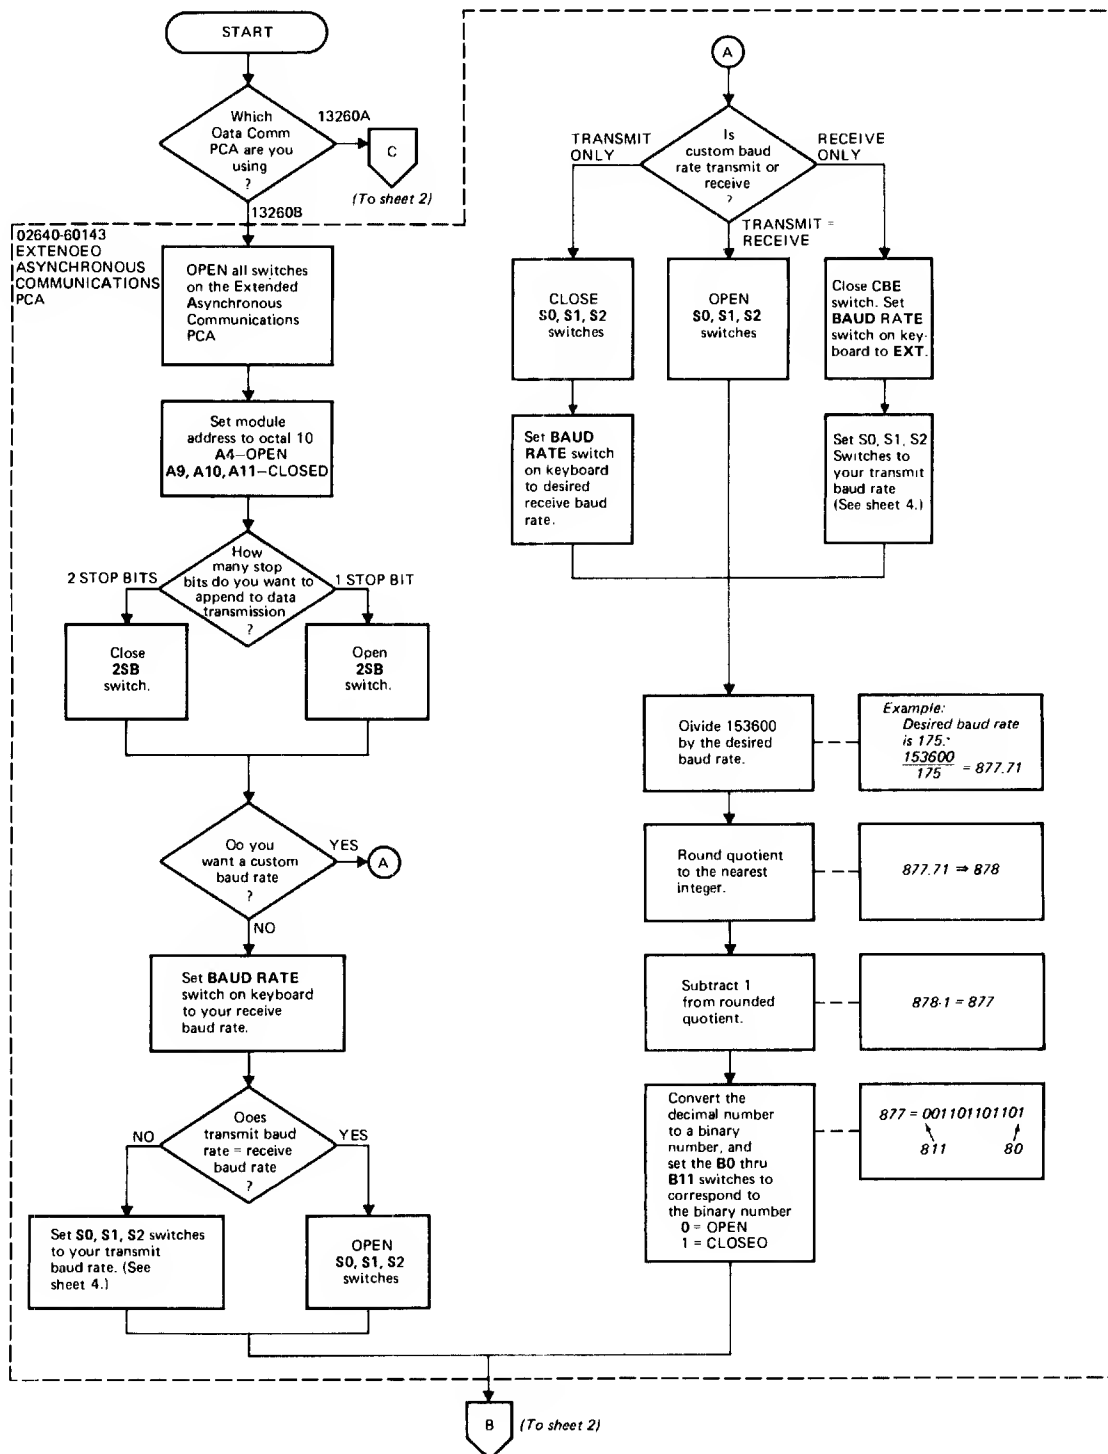 START
Which
Data Comm
PCA are you
using
?
13260A
C
(To sheet 2)
13260B
02640-60143
EXTENOEO
ASYNCHRONOUS
COMMUNICATIONS
PCA
OPEN all switches
on the Extended
Asynchronous
Communications
PCA
Set module
address to octal 10
A4—OPEN
A9, A10, A11—CLOSED
How
many stop
bits do you want to
append to data
transmission
?
2 STOP BITS
1 STOP BIT
Close
2SB
switch.
Open
2SB
switch.
Oo you
want a custom
baud rate
?
YES
A
NO
Set BAUD RATE
switch on keyboard
to your receive
baud rate.
Ooes
transmit baud
rate = receive
baud rate
?
NO
YES
Set S0, S1, S2 switches
to your transmit
baud rate. (See
sheet 4.)
OPEN
S0, S1, S2
switches
A
Is
custom baud
rate transmit or
receive
?
TRANSMIT
ONLY
RECEIVE
ONLY
TRANSMIT =
RECEIVE
CLOSE
S0, S1, S2
switches
OPEN
S0, S1, S2
switches
Close CBE
switch. Set
BAUD RATE
switch on key-
board to EXT.
Set BAUD
RATE switch
on keyboard
to desired
receive baud
rate.
Set S0, S1, S2
Switches to
your transmit
baud rate
(See sheet 4.)
Oivide 153600
by the desired
baud rate.
Example:
Desired baud rate
is 175.
153600
175
= 877.71
Round quotient
to the nearest
integer.
877.71 ⇒ 878
Subtract 1
from rounded
quotient.
878-1 = 877
Convert the
decimal number
to a binary
number, and
set the B0 thru
B11 switches to
correspond to
the binary number
0 = OPEN
1 = CLOSEO
877 = 001101101101
811
80
B
(To sheet 2)